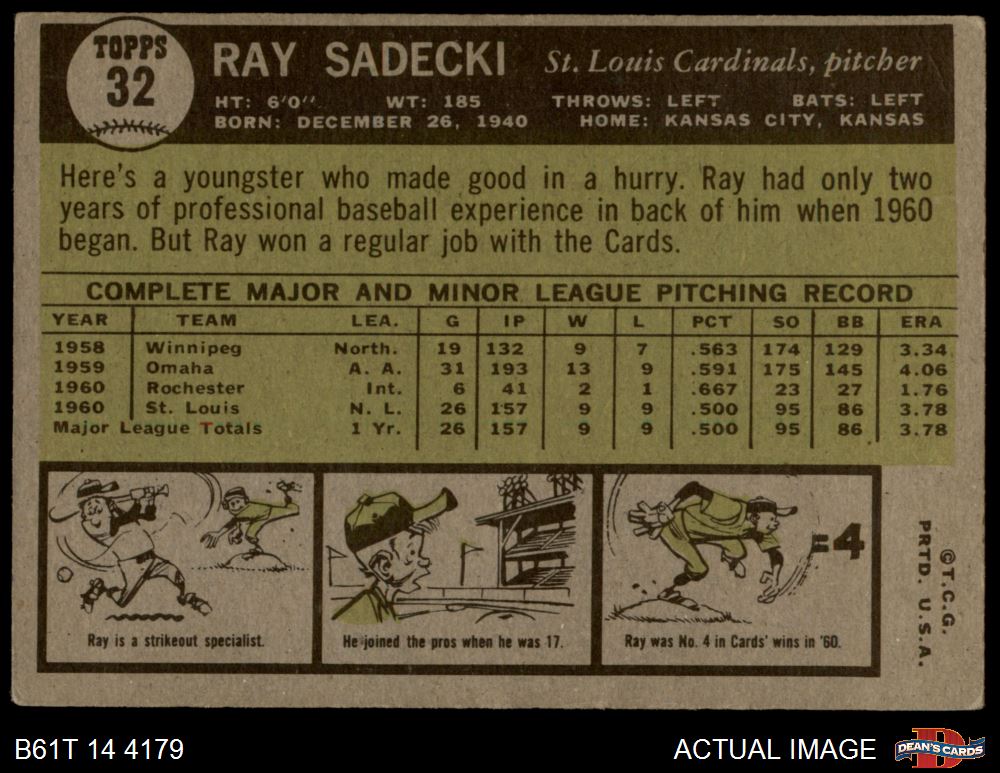 TOPPS
32
RAY SADECKI St. Louis Cardinals, pitcher
HT: 6'0" WT: 185 THROWS: LEFT BATS: LEFT
BORN: DECEMBER 26, 1940 HOME: KANSAS CITY, KANSAS
Here's a youngster who made good in a hurry. Ray had only two
years of professional baseball experience in back of him when 1960
began. But Ray won a regular job with the Cards.
COMPLETE MAJOR AND MINOR LEAGUE PITCHING RECORD
YEAR TEAM LEA. G IP W L PCT SO BB ERA
1958 Winnipeg North. 19 132 9 7 .563 174 129 3.34
1959 Omaha A. A. 31 193 13 9 .591 175 145 4.06
1960 Rochester Int. 6 41 2 1 .667 23 27 1.76
1960 St. Louis N. L. 26 157 9 9 .500 95 86 3.78
Major League Totals 1 Yr. 26 157 9 9 .500 95 86 3.78
#4
Ray is a strikeout specialist.
He joined the pros when he was 17.
Ray was No. 4 in Cards' wins in '60.
©T.C.G.
PRTD. U.S.A.
B61T 14 4179
ACTUAL IMAGE
D
DEAN'S CARDS